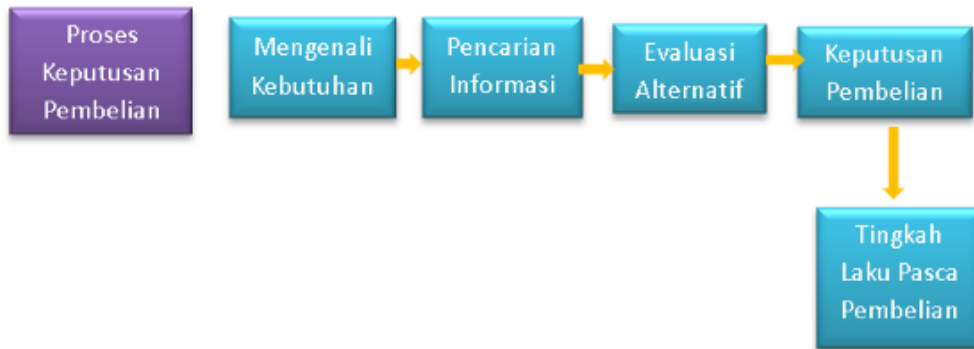 Proses
Keputusan
Pembelian
Mengenali
Kebutuhan
Pencarian
Informasi
Evaluasi
Alternatif
Keputusan
Pembelian
Tingkah
Laku Pasca
Pembelian